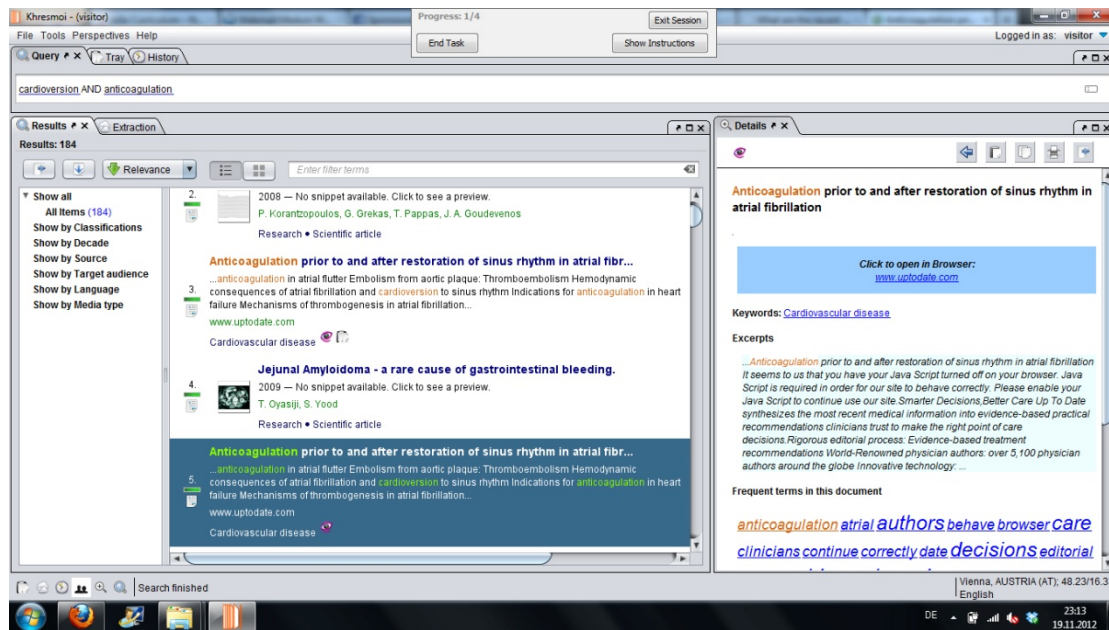 Khresmoi - (visitor)
Progress: 1/4
Exit Session
End Task
Show Instructions
File Tools Perspectives Help
Logged in as: visitor
Query
Tray
History
cardioversion AND anticoagulation
Results
Extraction
Results: 184
Relevance
Enter filter terms
Show all
All Items (184)
Show by Classifications
Show by Decade
Show by Source
Show by Target audience
Show by Language
Show by Media type
2.
2008 — No snippet available. Click to see a preview.
P. Korantzopoulos, G. Grekas, T. Pappas, J. A. Goudevenos
Research • Scientific article
3.
Anticoagulation prior to and after restoration of sinus rhythm in atrial fibr...
...anticoagulation in atrial flutter Embolism from aortic plaque: Thromboembolism Hemodynamic
consequences of atrial fibrillation and cardioversion to sinus rhythm Indications for anticoagulation in heart
failure Mechanisms of thrombogenesis in atrial fibrillation...
www.uptodate.com
Cardiovascular disease
4.
Jejunal Amyloidoma - a rare cause of gastrointestinal bleeding.
2009 — No snippet available. Click to see a preview.
T. Oyasiji, S. Yood
Research • Scientific article
5.
Anticoagulation prior to and after restoration of sinus rhythm in atrial fibr...
...anticoagulation in atrial flutter Embolism from aortic plaque: Thromboembolism Hemodynamic
consequences of atrial fibrillation and cardioversion to sinus rhythm Indications for anticoagulation in heart
failure Mechanisms of thrombogenesis in atrial fibrillation...
www.uptodate.com
Cardiovascular disease
Details
Anticoagulation prior to and after restoration of sinus rhythm in
atrial fibrillation
Click to open in Browser:
www.uptodate.com
Keywords: Cardiovascular disease
Excerpts
...Anticoagulation prior to and after restoration of sinus rhythm in atrial fibrillation
It seems to us that you have your Java Script turned off on your browser. Java
Script is required in order for our site to behave correctly. Please enable your
Java Script to continue use our site.Smarter Decisions,Better Care Up To Date
synthesizes the most recent medical information into evidence-based practical
recommendations clinicians trust to make the right point of care
decisions.Rigorous editorial process: Evidence-based treatment
recommendations World-Renowned physician authors: over 5,100 physician
authors around the globe Innovative technology: ...
Frequent terms in this document
anticoagulation atrial authors behave browser care
clinicians continue correctly date decisions editorial
Search finished
Vienna, AUSTRIA (AT); 48.23/16.3
English
DE
23:13
19.11.2012